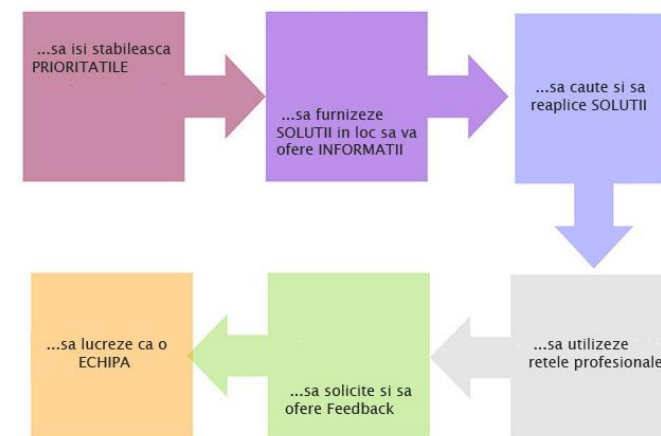 ...sa isi stabileasca
PRIORITATILE
...sa furnizeze
SOLUTII in loc sa va
ofere INFORMATII
...sa caute si sa
reaplice SOLUTII
...sa utilizeze
retele profesionale
...sa solicite si sa
ofere Feedback
...sa lucreze ca o
ECHIPA